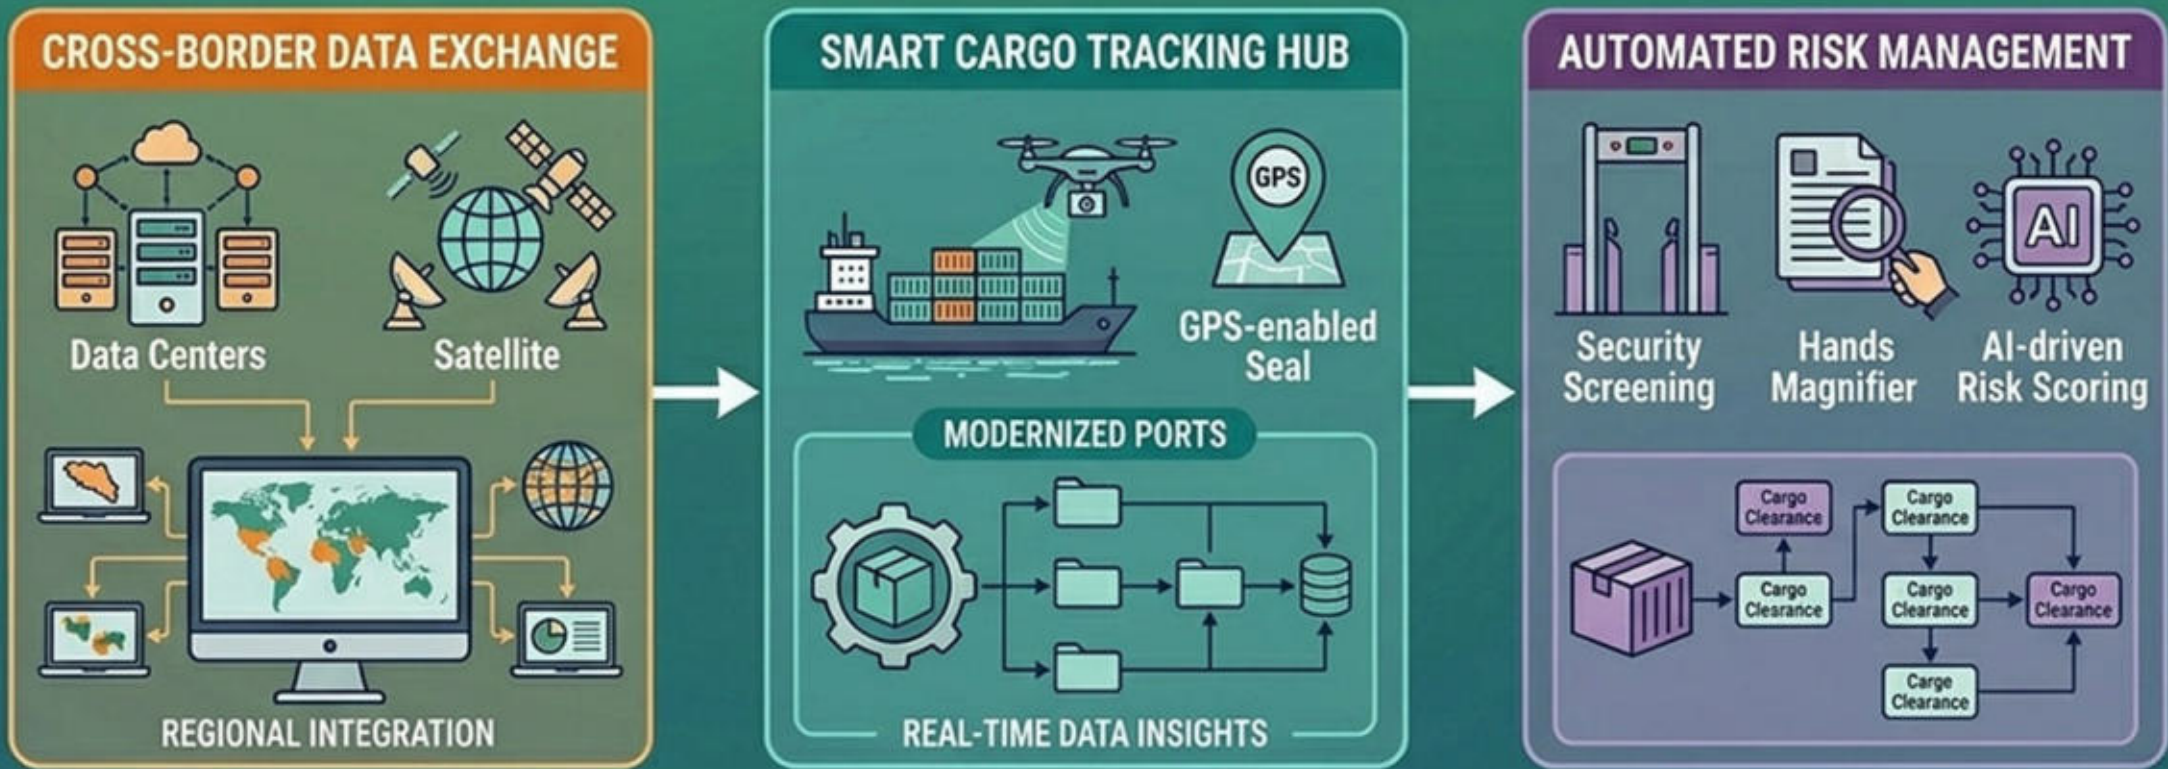 CROSS-BORDER DATA EXCHANGE
Data Centers
Satellite
REGIONAL INTEGRATION
SMART CARGO TRACKING HUB
GPS
GPS-enabled
Seal
MODERNIZED PORTS
REAL-TIME DATA INSIGHTS
AUTOMATED RISK MANAGEMENT
AI
Security
Screening
Hands
Magnifier
AI-driven
Risk Scoring
Cargo
Clearance
Cargo
Clearance
Cargo
Clearance
Cargo
Clearance
Cargo
Clearance
Carge
Clearance